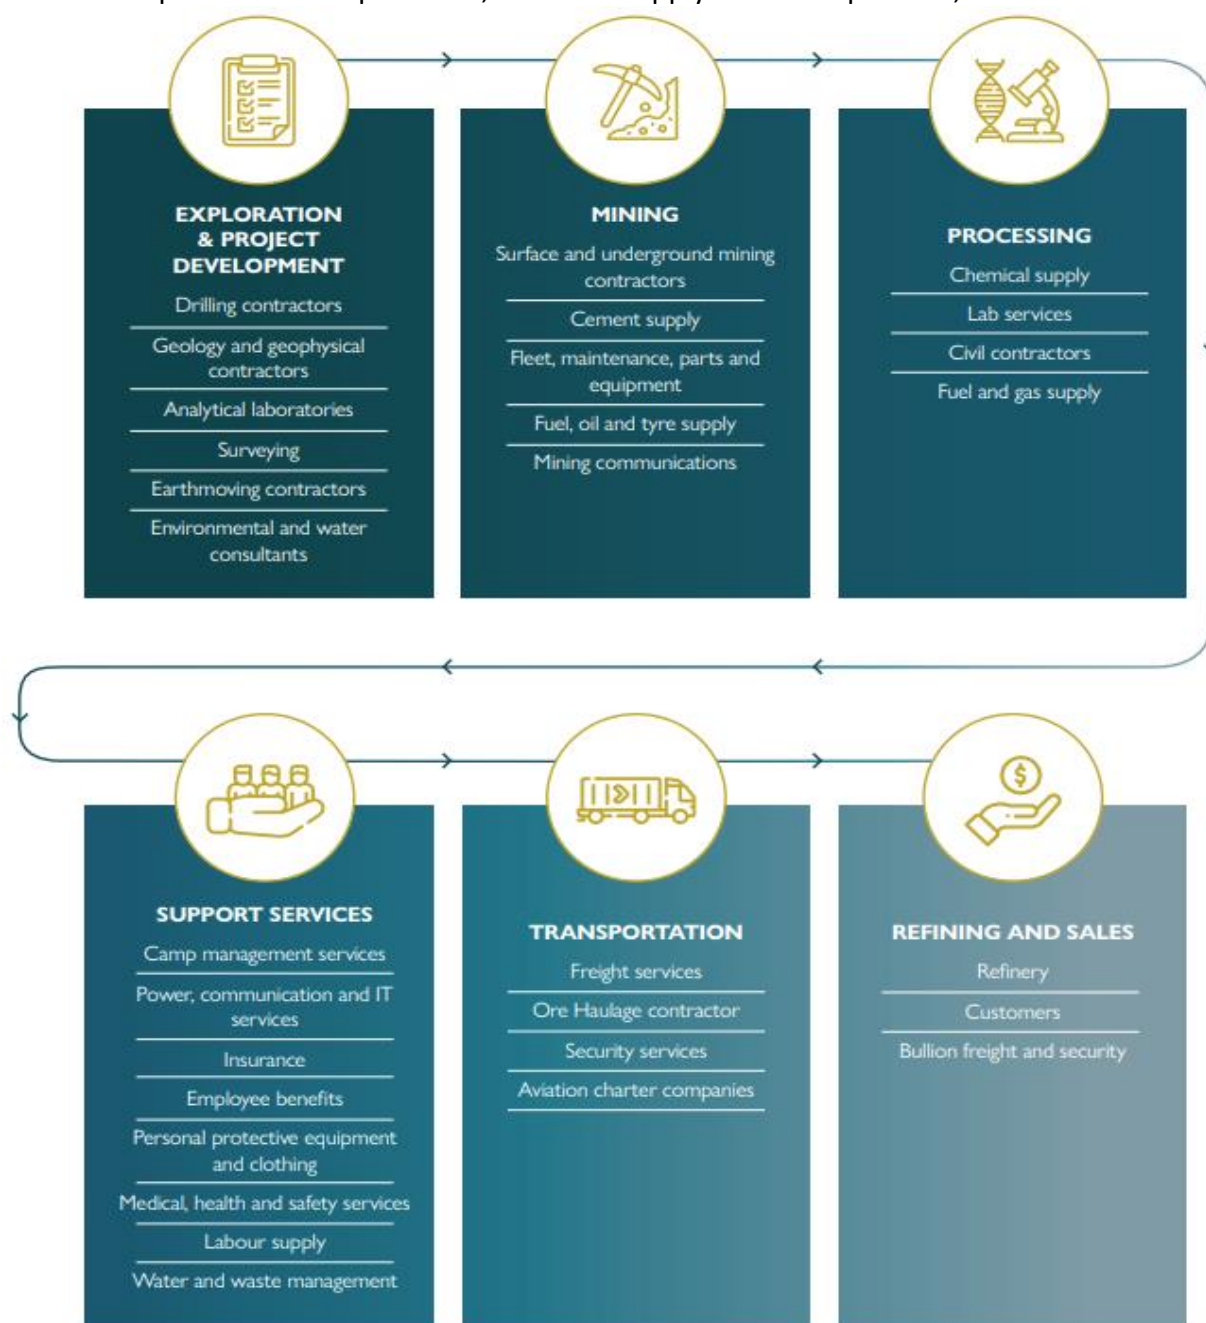 EXPLORATION
& PROJECT
DEVELOPMENT
Drilling contractors
Geology and geophysical
contractors
Analytical laboratories
Surveying
Earthmoving contractors
Environmental and water
consultants
MINING
Surface and underground mining
contractors
Cement supply
Fleet, maintenance, parts and
equipment
Fuel, oil and tyre supply
Mining communications
PROCESSING
Chemical supply
Lab services
Civil contractors
Fuel and gas supply
SUPPORT SERVICES
Camp management services
Power, communication and IT
services
Insurance
Employee benefits
Personal protective equipment
and clothing
Medical, health and safety services
Labour supply
Water and waste management
TRANSPORTATION
Freight services
Ore Haulage contractor
Security services
Aviation charter companies
$
REFINING AND SALES
Refinery
Customers
Bullion freight and security